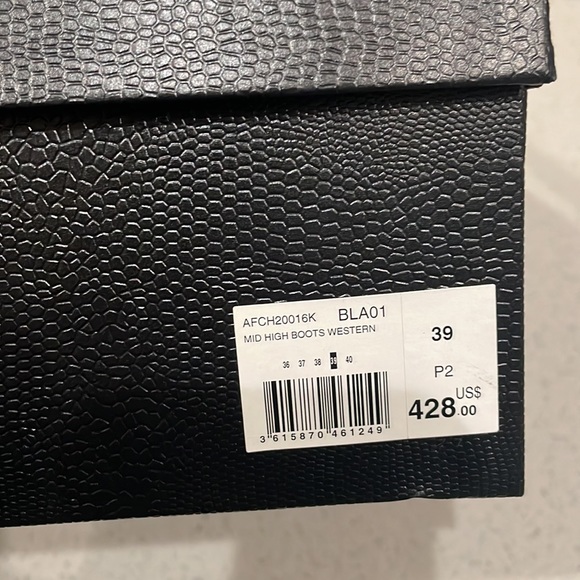 AFCH20016K BLA01
MID HIGH BOOTS WESTERN
36 37 38 39 40
3 615870 461249
39
P2
US$
428.00